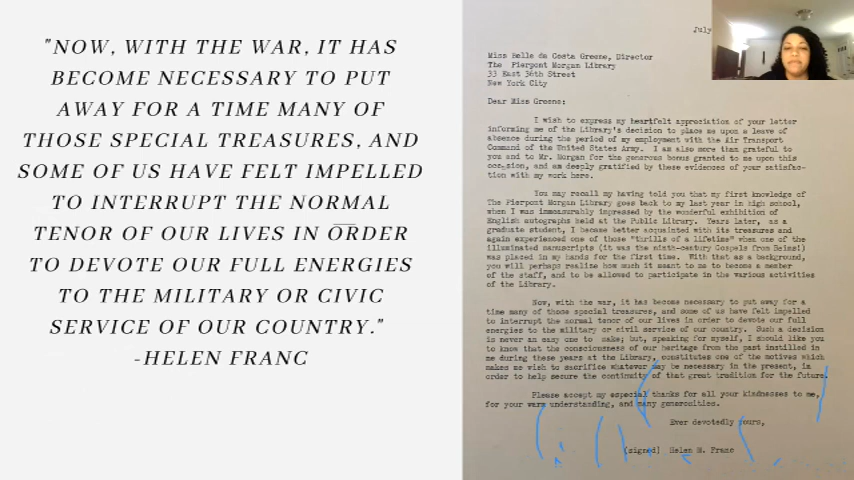 "NOW, WITH THE WAR, IT HAS
BECOME NECESSARY TO PUT
AWAY FOR A TIME MANY OF
THOSE SPECIAL TREASURES, AND
SOME OF US HAVE FELT IMPELLED
TO INTERRUPT THE NORMAL
TENOR OF OUR LIVES IN ORDER
TO DEVOTE OUR FULL ENERGIES
TO THE MILITARY OR CIVIC
SERVICE OF OUR COUNTRY."
-HELEN FRANC
July
Miss Belle da Costa Greene, Director
The Pierpont Morgan Library
33 East 36th Street
New York City
Dear Miss Greene:
I wish to express my heartfelt appreciation of your letter
informing me of the Library's decision to place me upon a leave of
absence during the period of my employment with the Air Transport
Command of the United States Army. I am also more than grateful to
you and to Mr. Morgan for the generous bonus granted to me upon this
occasion, and am deeply gratified by these evidences of your satisfac-
tion with my work here.
You may recall my having told you that my first knowledge of
The Pierpont Morgan Library goes back to my last year in high school,
when I was immeasurably impressed by the wonderful exhibition of
English autographs held at the Public Library. Years later, as a
graduate student, I became better acquainted with its treasures and
again experienced one of those "thrills of a lifetime" when one of the
illuminated manuscripts (it was the ninth-century Gospels from Reims)
was placed in my hands for the first time. With that as a background,
you will perhaps realize how much it meant to me to become a member
of the staff, and to be allowed to participate in the various activities
of the Library.
Now, with the war, it has become necessary to put away for a
time many of those special treasures, and some of us have felt impelled
to interrupt the normal tenor of our lives in order to devote our full
energies to the military or civil service of our country. Such a decision
is never an easy one to make; but, speaking for myself, I should like you
to know that the consciousness of our heritage from the past instilled in
me during these years at the Library, constitutes one of the motives which
makes me wish to sacrifice whatever may be necessary in the present, in
order to help secure the continuity of that great tradition for the future.
Please accept my especial thanks for all your kindnesses to me,
for your warm understanding, and many generosities.
Ever devotedly yours,
(signed) Helen M. Franc